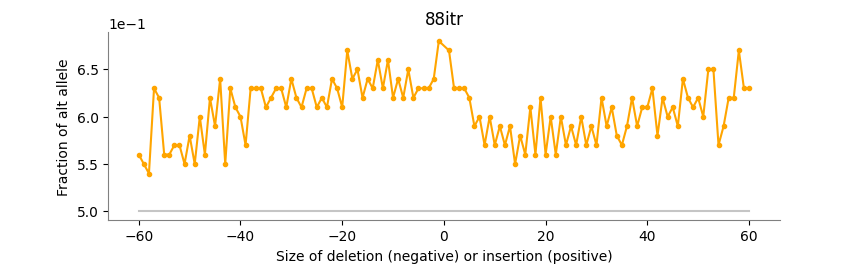 88itr
1e−1
6.5
6.0
5.5
5.0
Fraction of alt allele
−60 −40 −20 0 20 40 60
Size of deletion (negative) or insertion (positive)